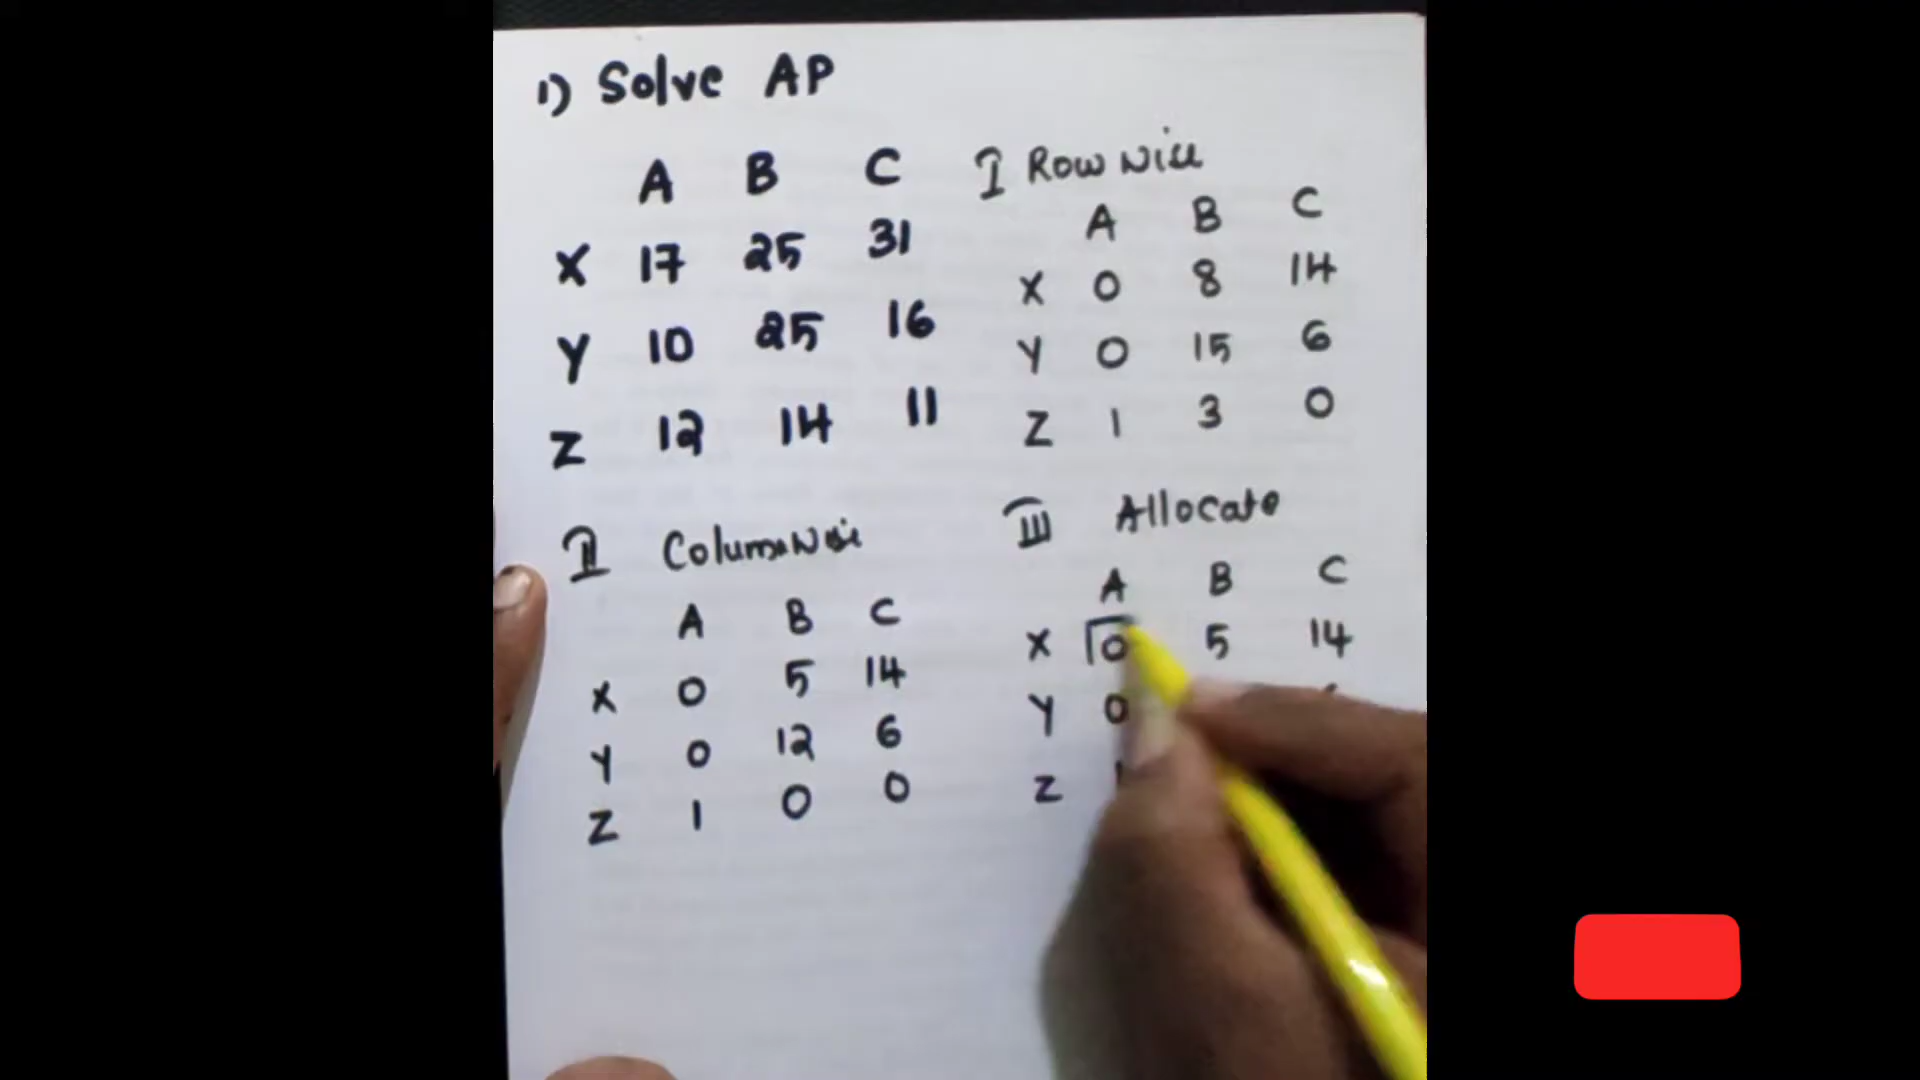 1) Solve AP
A B C
X 17 25 31
Y 10 25 16
Z 12 14 11
I Row Wise
A B C
X 0 8 14
Y 0 15 6
Z 1 3 0
II Column Wise
A B C
X 0 5 14
Y 0 12 6
Z 1 0 0
III Allocate
A B C
X 0 5 14
Y 0
Z